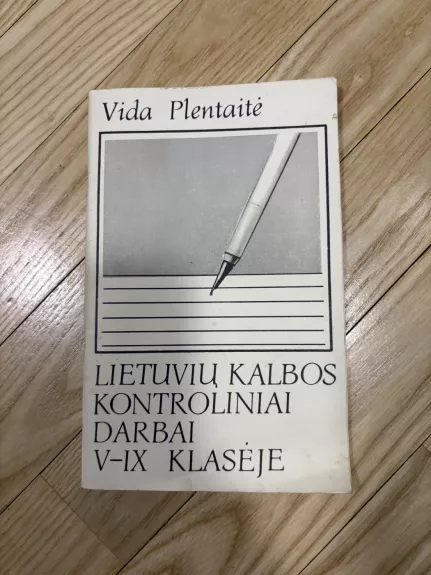 Vida Plentaitė
LIETUVIŲ KALBOS
KONTROLINIAI
DARBAI
V–IX KLASĖJE